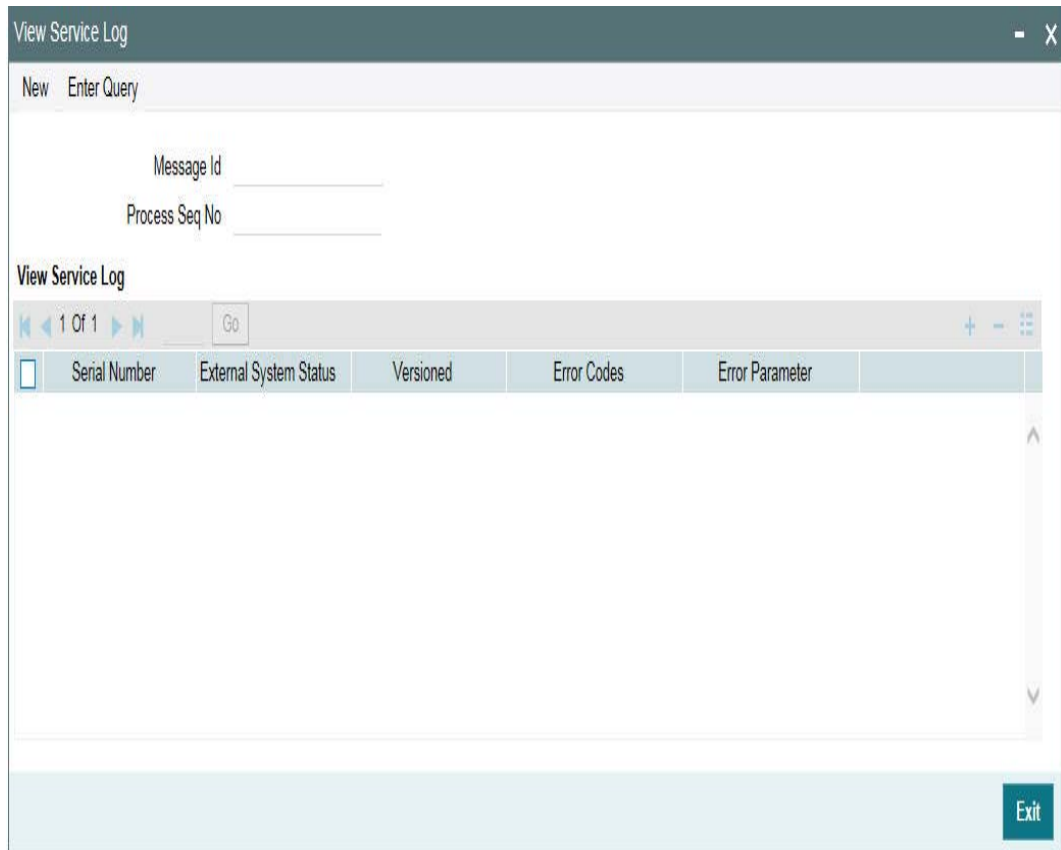 View Service Log
New Enter Query
Message Id
Process Seq No
View Service Log
1 Of 1 Go
Serial Number External System Status Versioned Error Codes Error Parameter
Exit